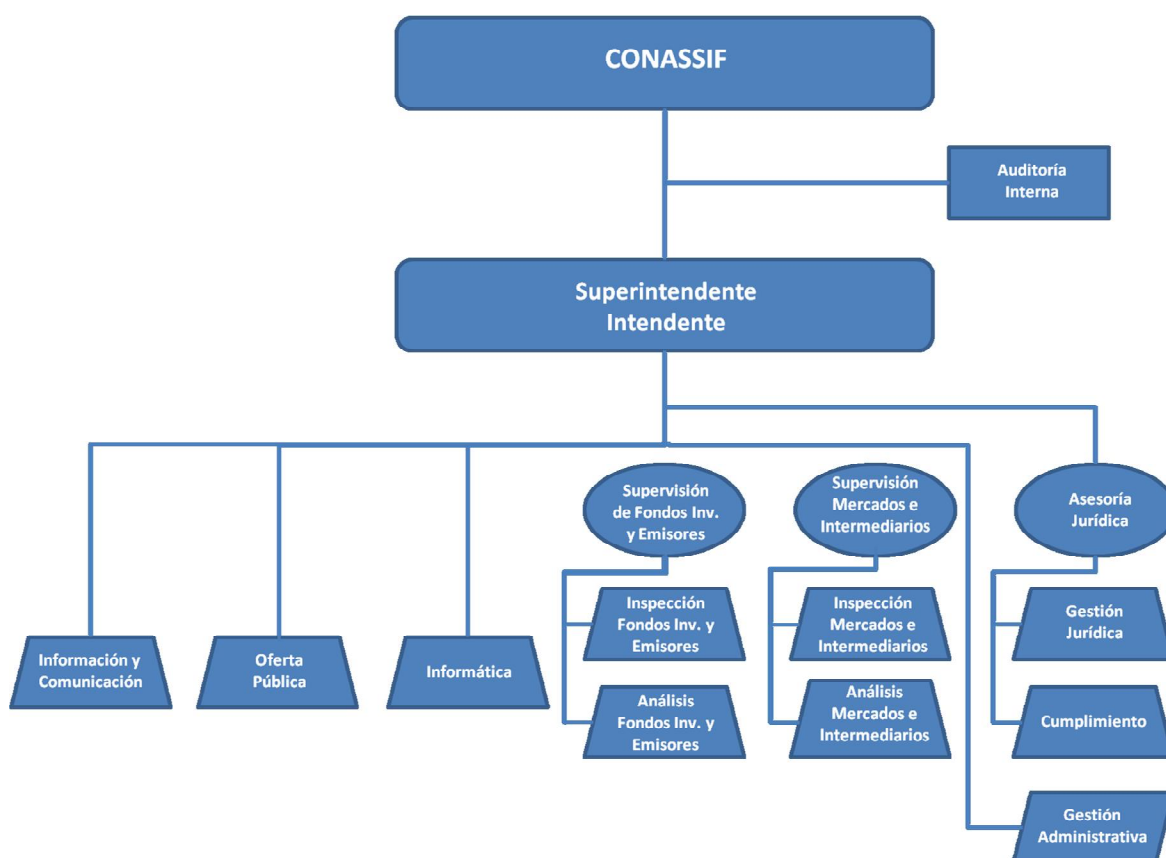 CONASSIF
Auditoría
Interna
Superintendente
Intendente
Supervisión
de Fondos Inv.
y Emisores
Supervisión
Mercados e
Intermediarios
Asesoría
Jurídica
Inspección
Fondos Inv. y
Emisores
Inspección
Mercados e
Intermediarios
Gestión
Jurídica
Información y
Comunicación
Oferta
Pública
Informática
Análisis
Fondos Inv. y
Emisores
Análisis
Mercados e
Intermediarios
Cumplimiento
Gestión
Administrativa